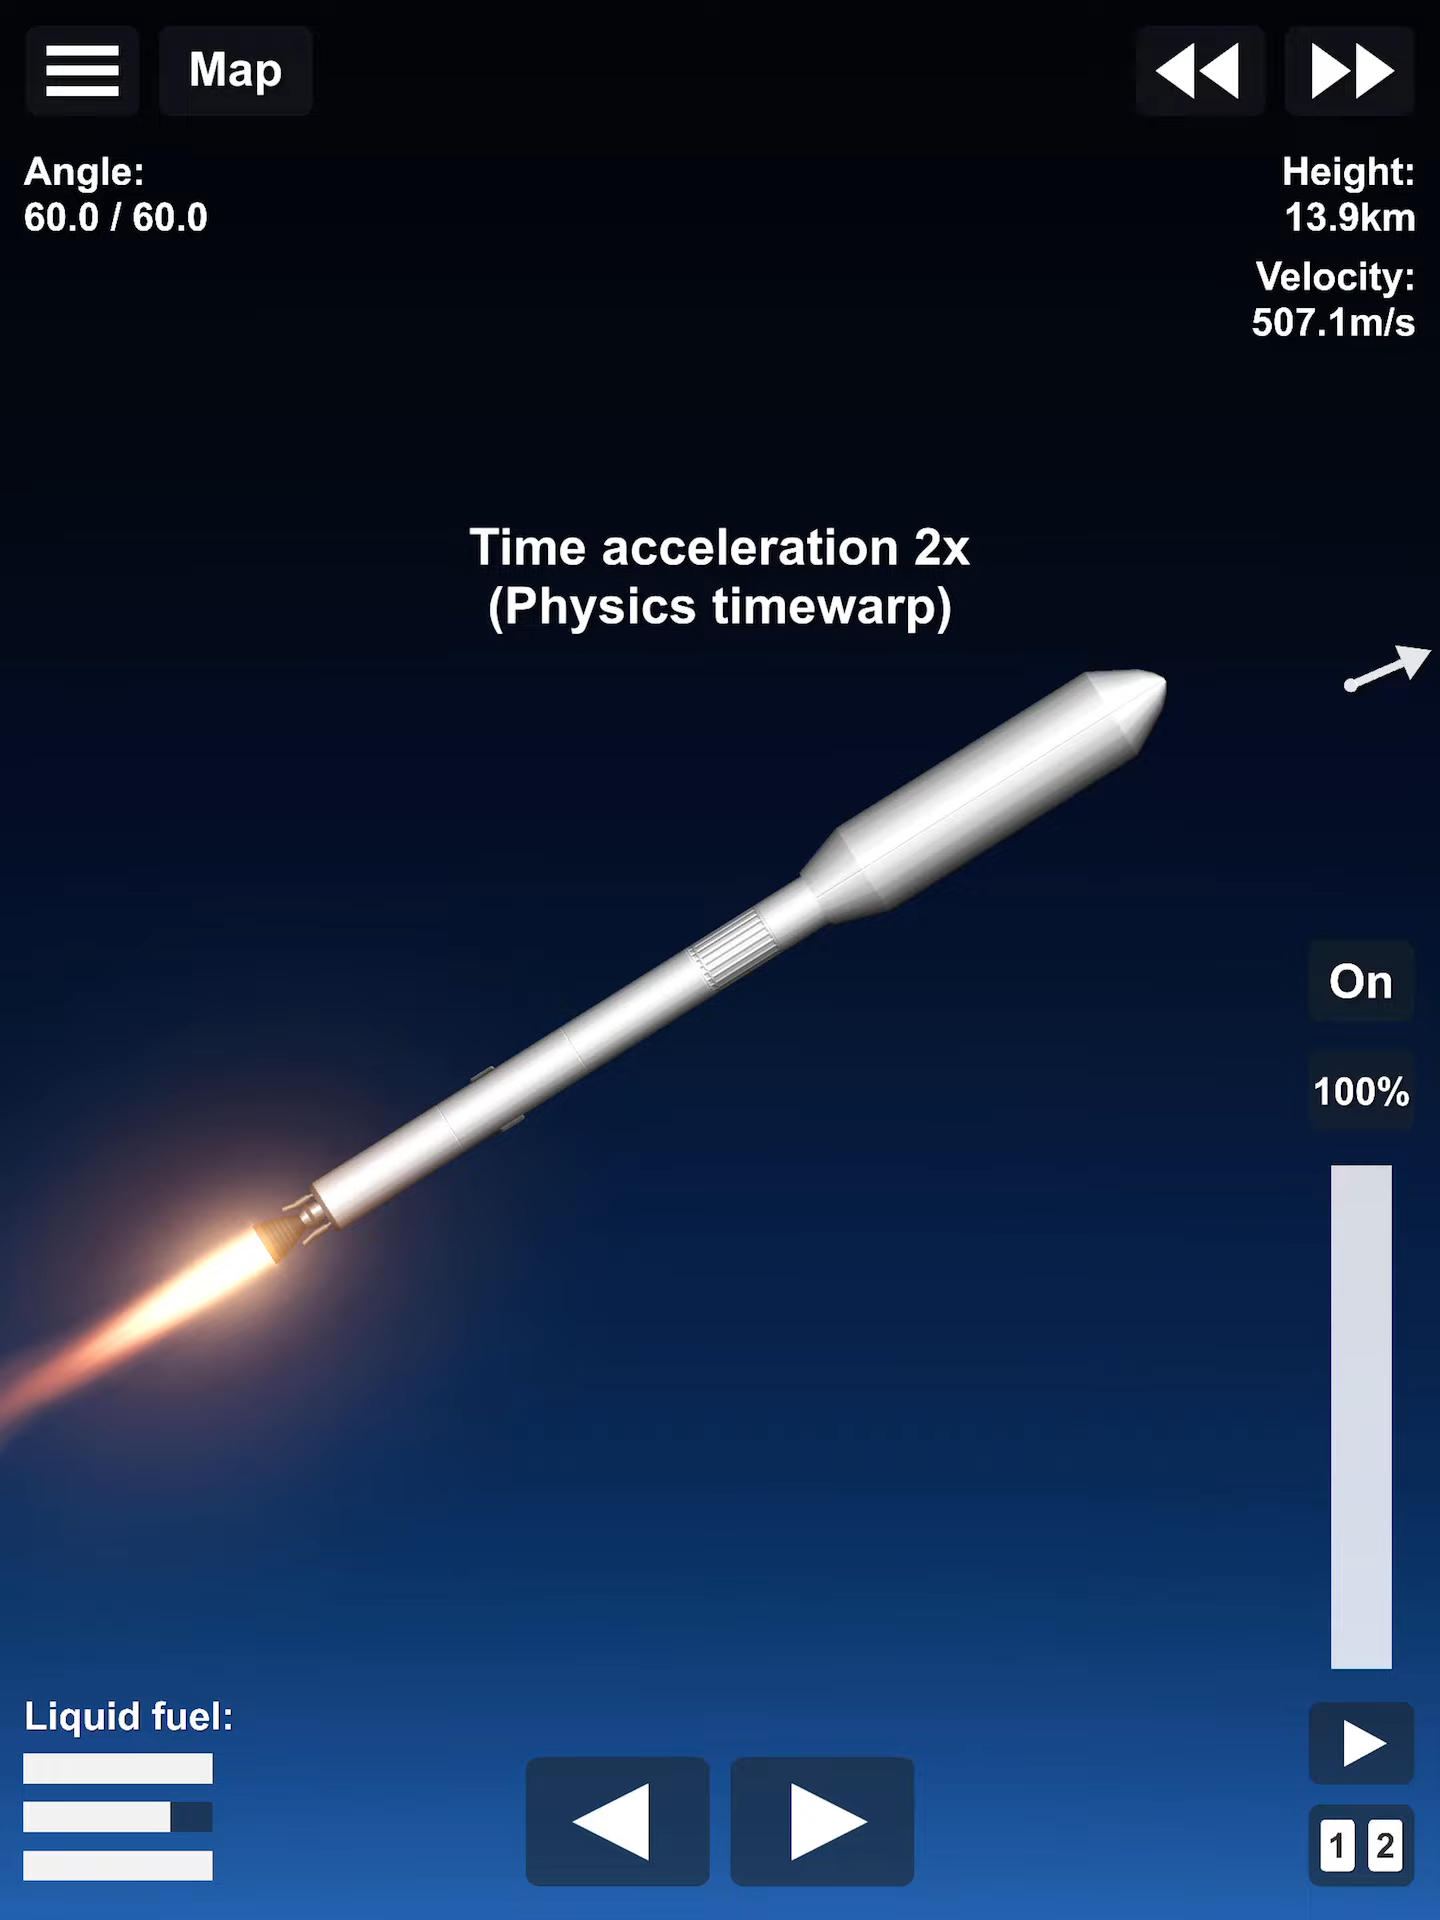 Map
Angle:
60.0 / 60.0
Height:
13.9km
Velocity:
507.1m/s
Time acceleration 2x
(Physics timewarp)
On
100%
Liquid fuel:
1 2